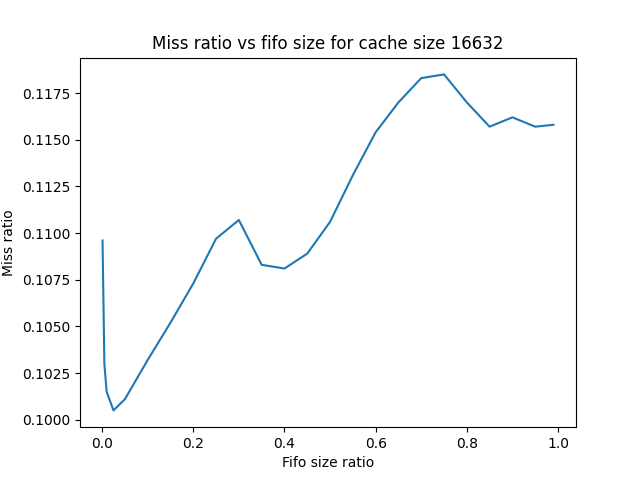 Miss ratio vs fifo size for cache size 16632
0.1175
0.1150
0.1125
0.1100
0.1075
0.1050
0.1025
0.1000
Miss ratio
0.0 0.2 0.4 0.6 0.8 1.0
Fifo size ratio